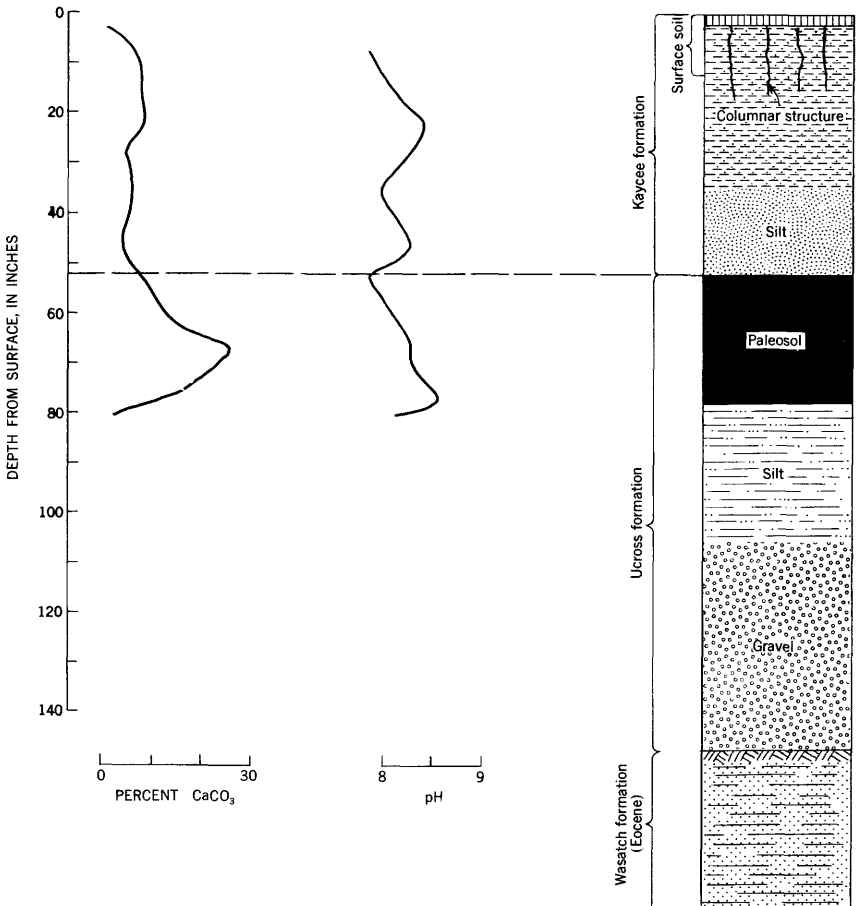 DEPTH FROM SURFACE, IN INCHES
0
20
40
60
80
100
120
140
0
30
PERCENT CaCO₃
8
9
pH
Kaycee formation
Surface soil
Columnar structure
Silt
Ucross formation
Paleosol
Silt
Gravel
Wasatch formation
(Eocene)